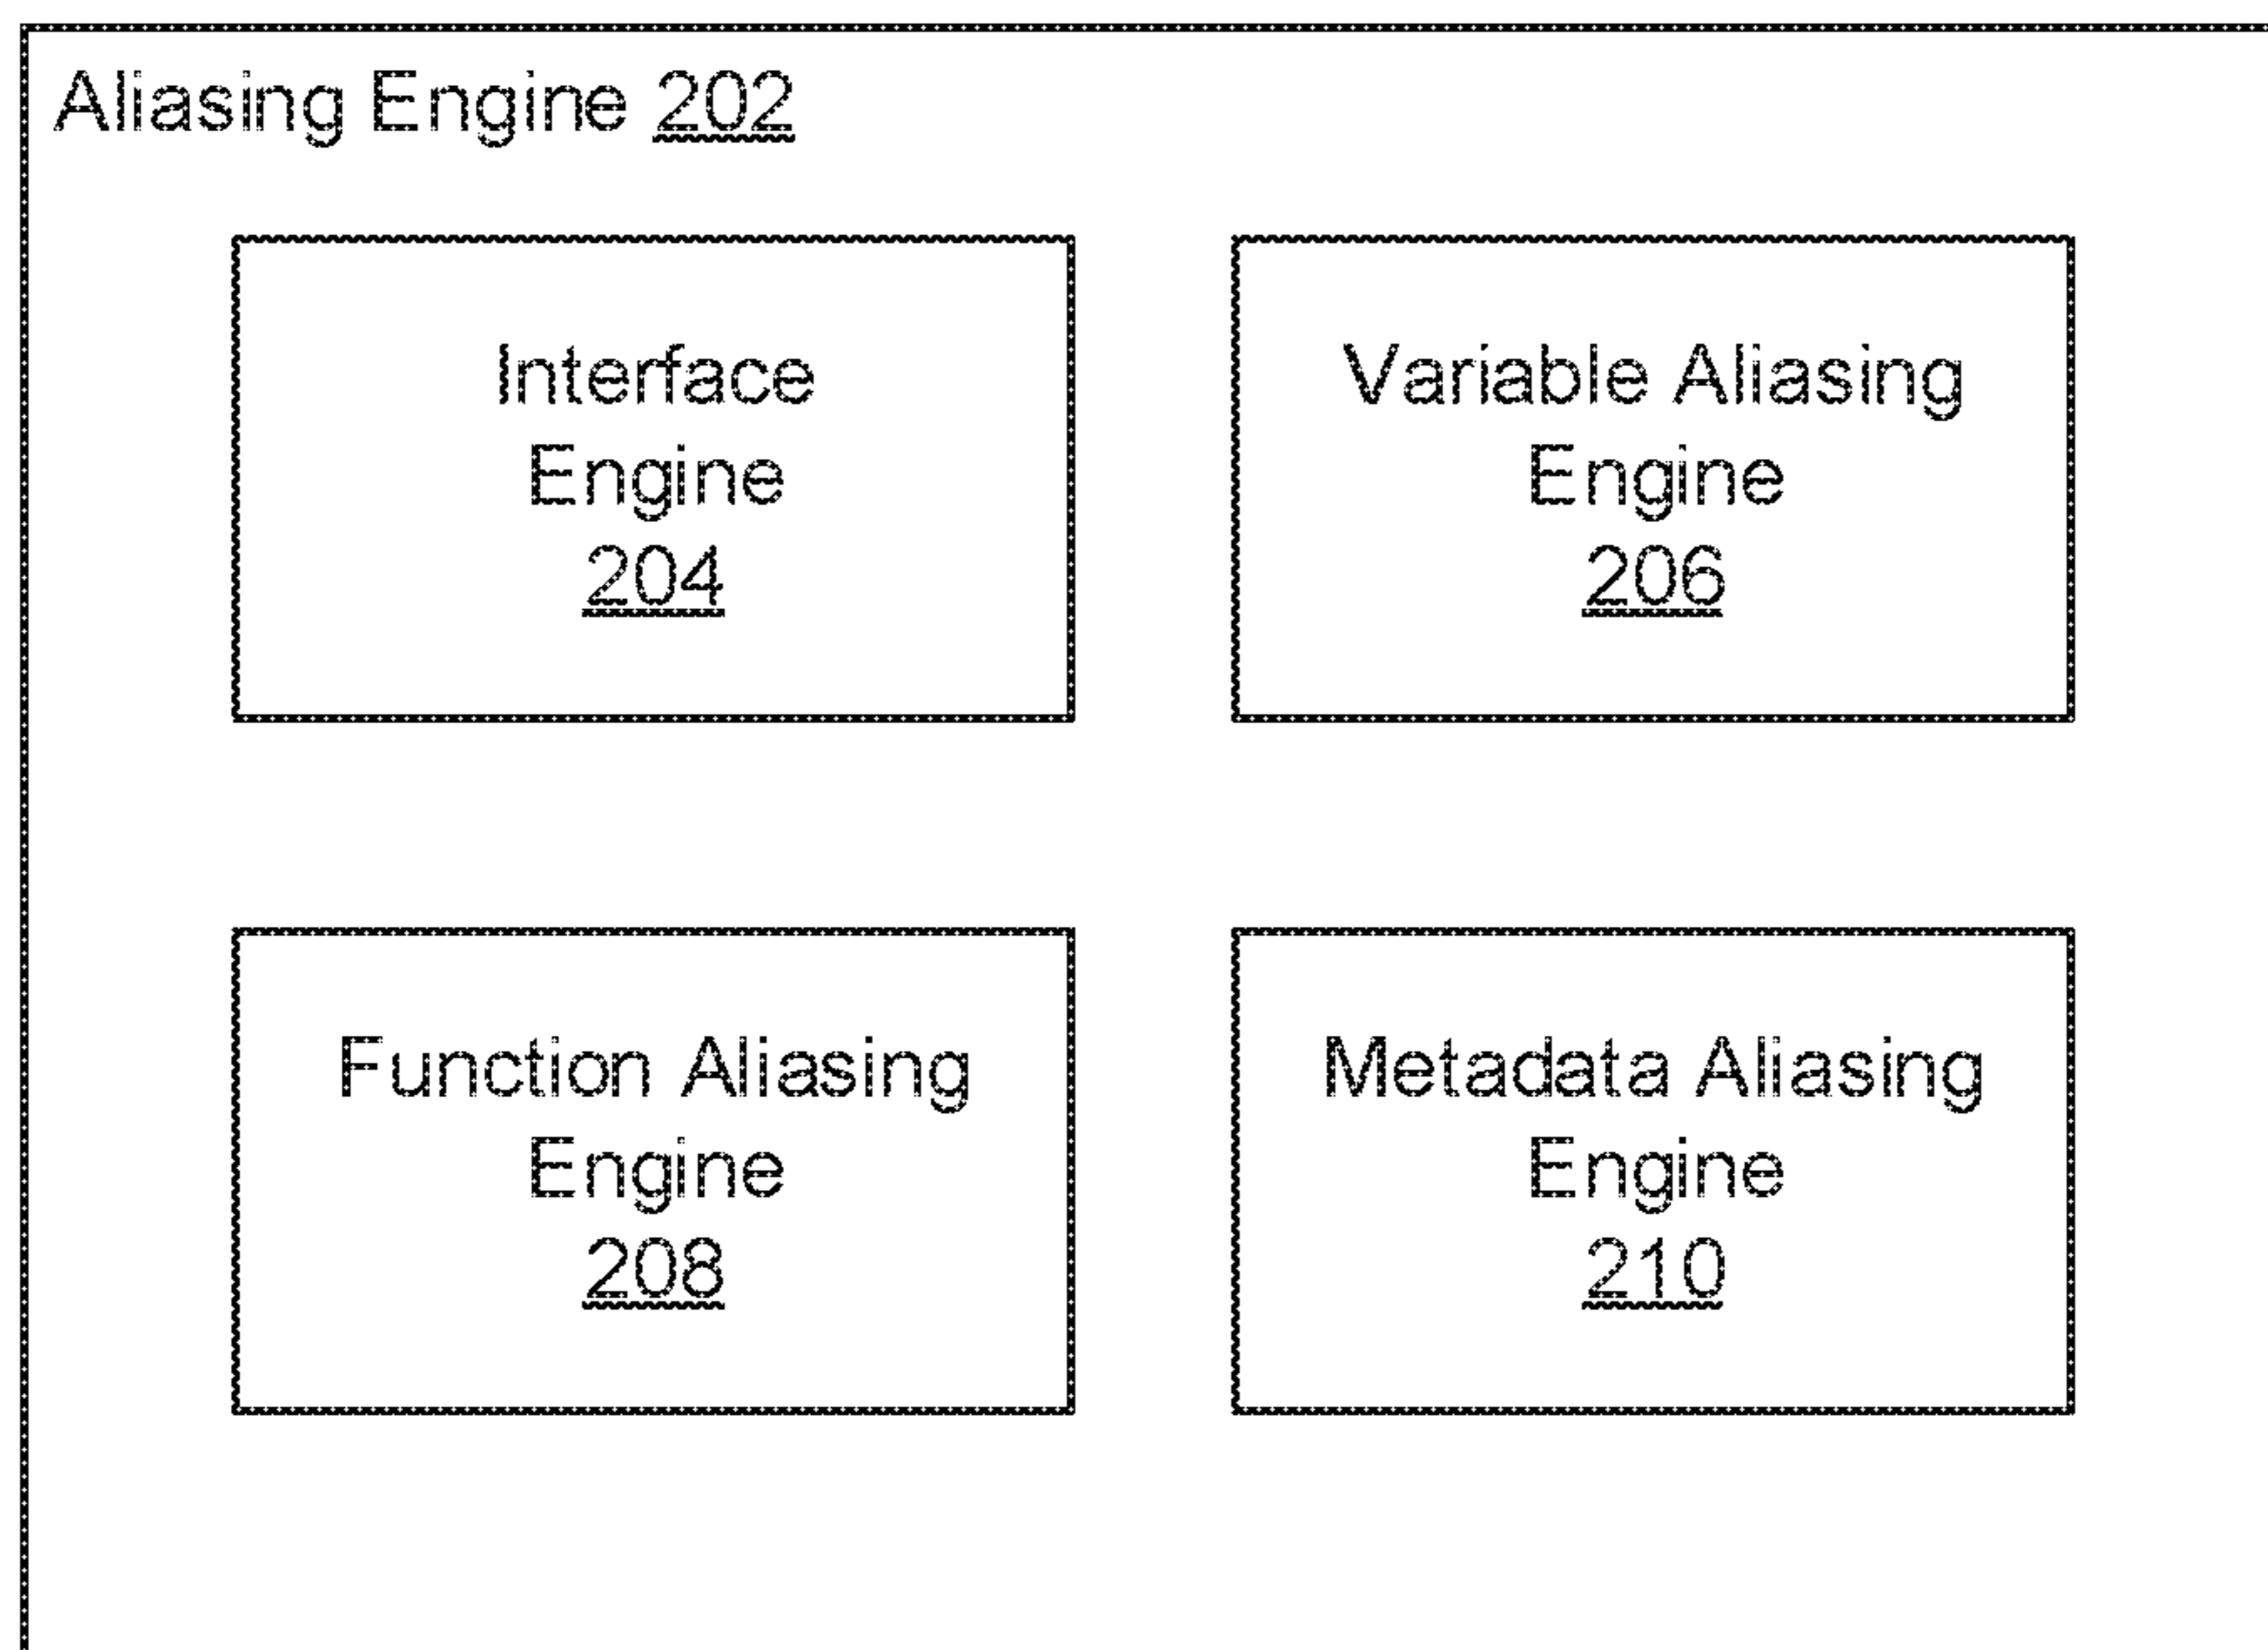 Aliasing Engine 202
Interface
Engine
204
Variable Aliasing
Engine
206
Function Aliasing
Engine
208
Metadata Aliasing
Engine
210